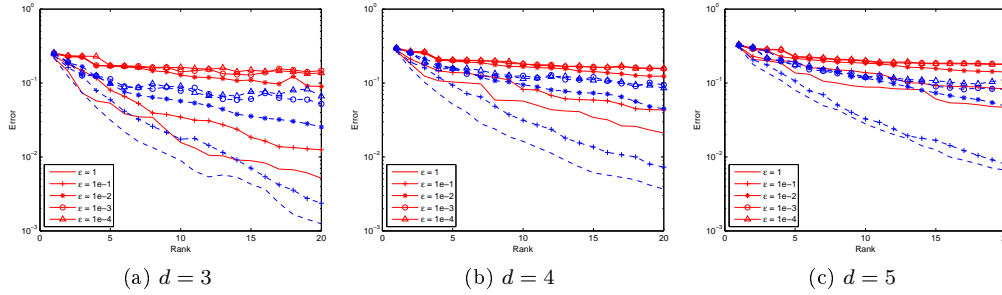 10^0
10^-1
10^-2
10^-3
Error
0 5 10 15 20
Rank
ε = 1
ε = 1e-1
ε = 1e-2
ε = 1e-3
ε = 1e-4
(a) d = 3
10^0
10^-1
10^-2
10^-3
Error
0 5 10 15 20
Rank
ε = 1
ε = 1e-1
ε = 1e-2
ε = 1e-3
ε = 1e-4
(b) d = 4
10^0
10^-1
10^-2
10^-3
Error
0 5 10 15
Rank
ε = 1
ε = 1e-1
ε = 1e-2
ε = 1e-3
ε = 1e-4
(c) d = 5